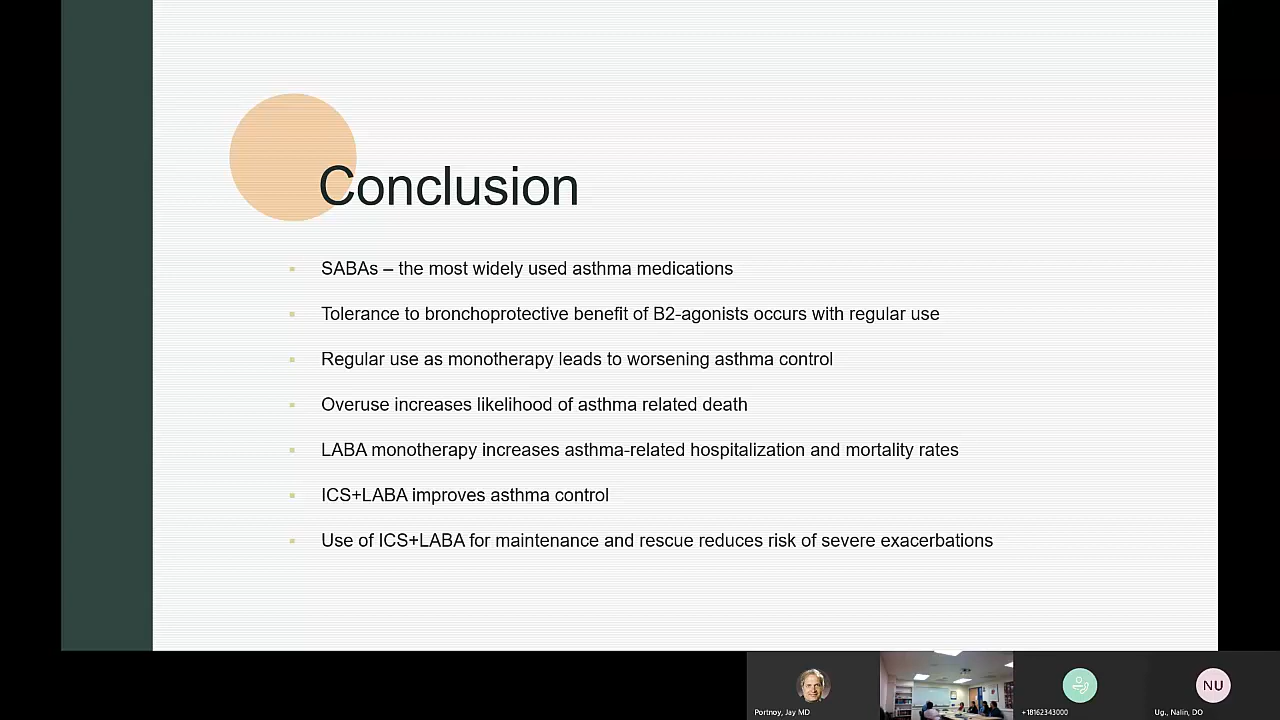 Conclusion
SABAs – the most widely used asthma medications
Tolerance to bronchoprotective benefit of B2-agonists occurs with regular use
Regular use as monotherapy leads to worsening asthma control
Overuse increases likelihood of asthma related death
LABA monotherapy increases asthma-related hospitalization and mortality rates
ICS+LABA improves asthma control
Use of ICS+LABA for maintenance and rescue reduces risk of severe exacerbations
NU
Portnoy, Jay MD
+18162343000
Ug., Nalin, DO